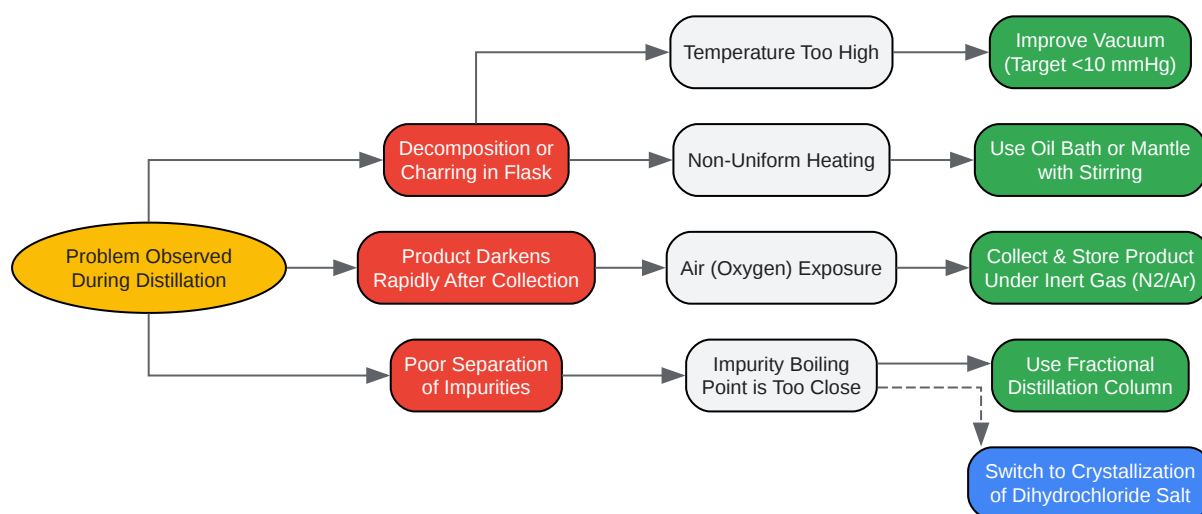 Temperature Too High
Improve Vacuum
(Target <10 mmHg)
Decomposition or
Charring in Flask
Non-Uniform Heating
Use Oil Bath or Mantle
with Stirring
Problem Observed
During Distillation
Product Darkens
Rapidly After Collection
Air (Oxygen) Exposure
Collect & Store Product
Under Inert Gas (N2/Ar)
Poor Separation
of Impurities
Impurity Boiling
Point is Too Close
Use Fractional
Distillation Column
Switch to Crystallization
of Dihydrochloride Salt